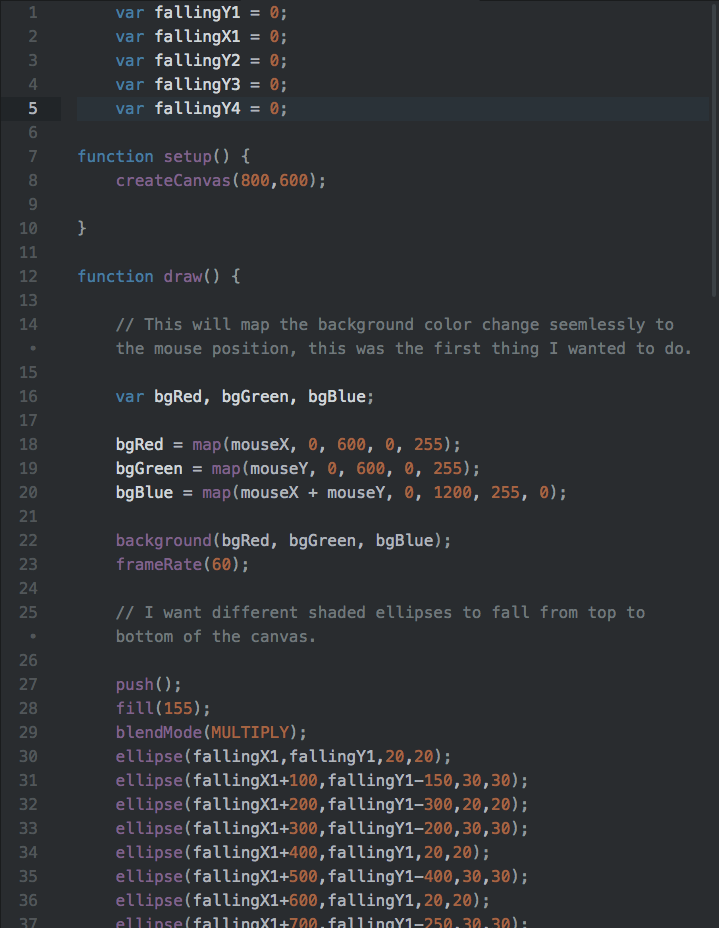 1 var fallingY1 = 0;
2 var fallingX1 = 0;
3 var fallingY2 = 0;
4 var fallingY3 = 0;
5 var fallingY4 = 0;
6
7 function setup() {
8 createCanvas(800,600);
9
10 }
11
12 function draw() {
13
14 // This will map the background color change seemlessly to
• the mouse position, this was the first thing I wanted to do.
15
16 var bgRed, bgGreen, bgBlue;
17
18 bgRed = map(mouseX, 0, 600, 0, 255);
19 bgGreen = map(mouseY, 0, 600, 0, 255);
20 bgBlue = map(mouseX + mouseY, 0, 1200, 255, 0);
21
22 background(bgRed, bgGreen, bgBlue);
23 frameRate(60);
24
25 // I want different shaded ellipses to fall from top to
• bottom of the canvas.
26
27 push();
28 fill(155);
29 blendMode(MULTIPLY);
30 ellipse(fallingX1,fallingY1,20,20);
31 ellipse(fallingX1+100,fallingY1-150,30,30);
32 ellipse(fallingX1+200,fallingY1-300,20,20);
33 ellipse(fallingX1+300,fallingY1-200,30,30);
34 ellipse(fallingX1+400,fallingY1,20,20);
35 ellipse(fallingX1+500,fallingY1-400,30,30);
36 ellipse(fallingX1+600,fallingY1,20,20);
37 ellipse(fallingX1+700,fallingY1-250,30,30);